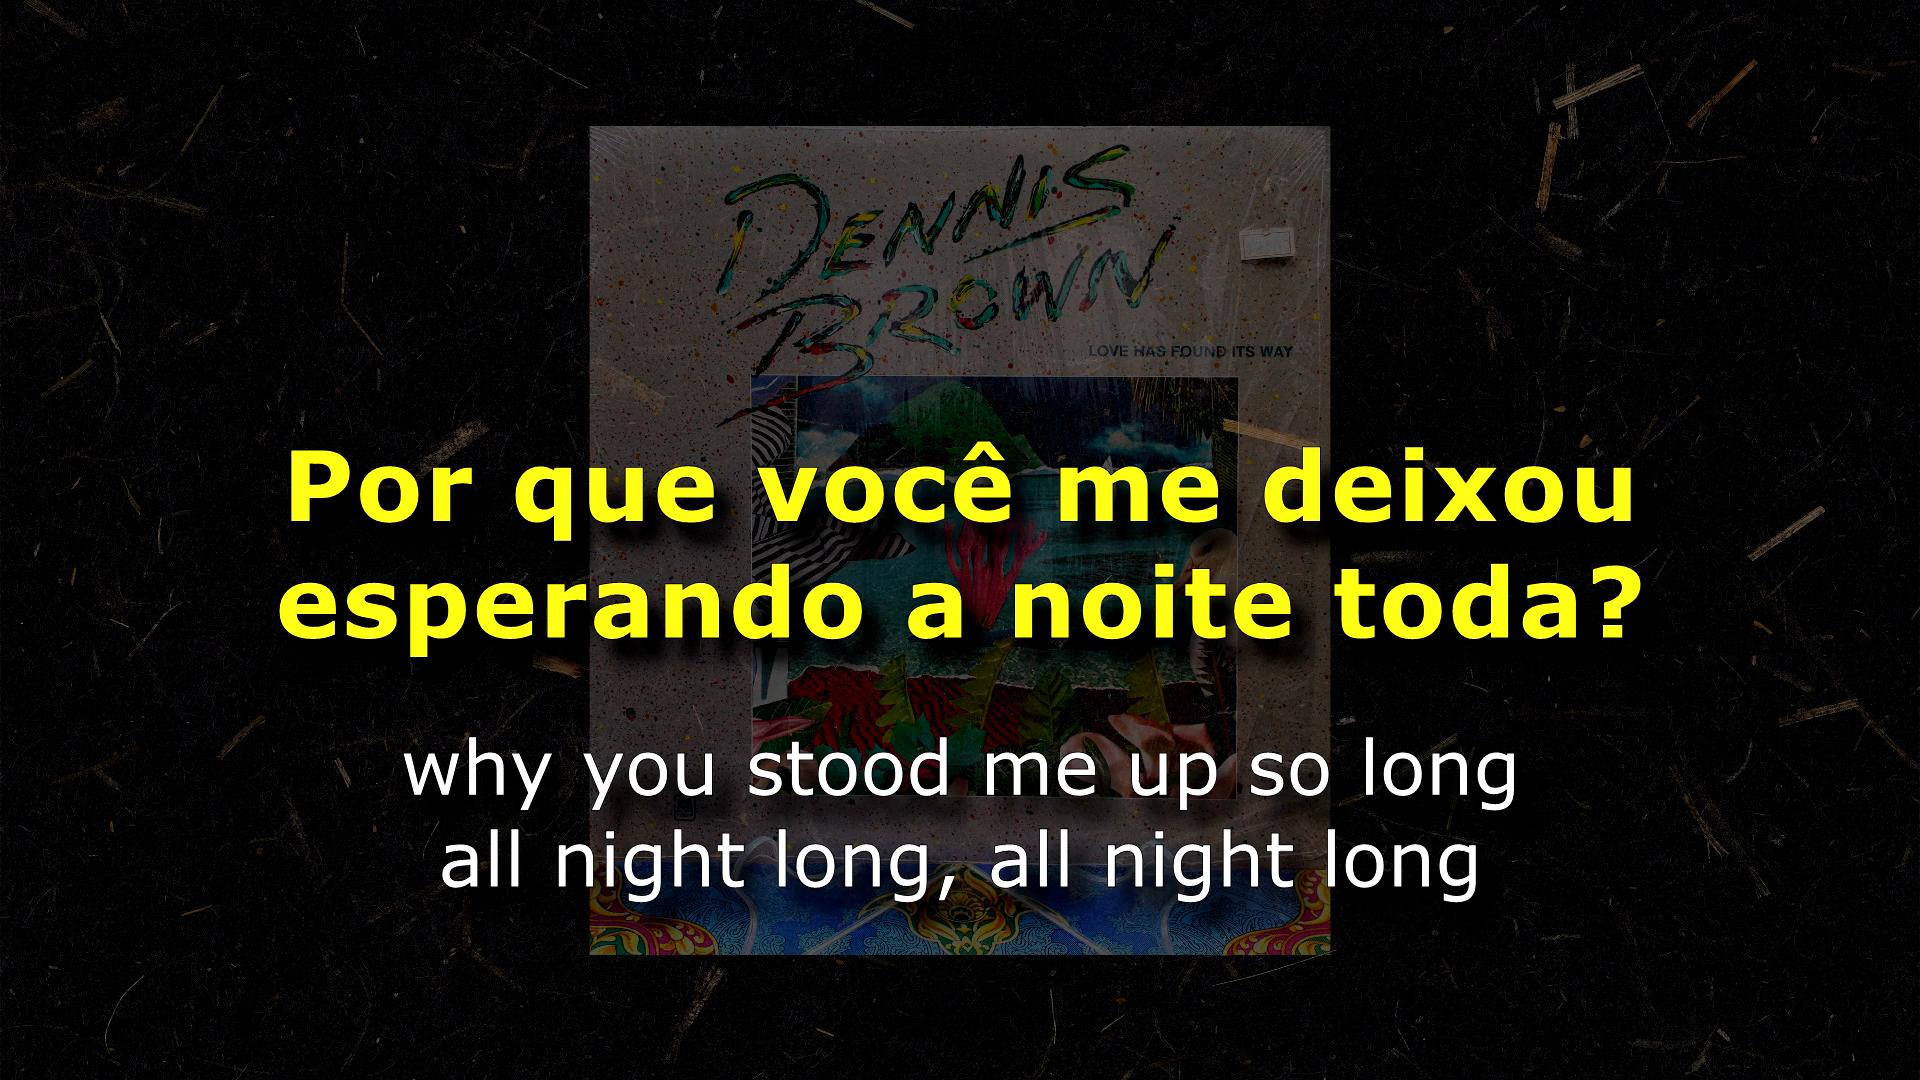 DENNIS
BROWN
LOVE HAS FOUND ITS WAY
Por que você me deixou
esperando a noite toda?
why you stood me up so long
all night long, all night long